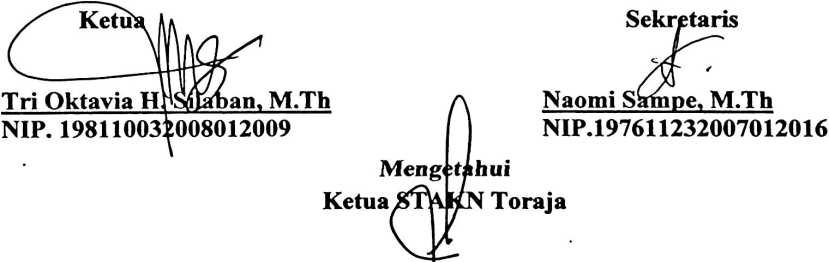 Ketua
Sekretaris
Tri Oktavia H. Silaban, M.Th
Naomi Sampe, M.Th
NIP. 198110032008012009
NIP.197611232007012016
Mengetahui
Ketua STAKN Toraja